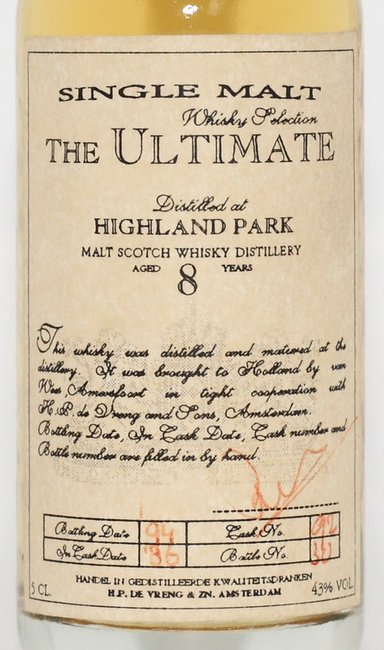 SINGLE MALT
Whisky Selection
THE ULTIMATE
Distilled at
HIGHLAND PARK
MALT SCOTCH WHISKY DISTILLERY
AGED 8 YEARS
This whisky was distilled and matured at the
distillery. It was brought to Holland by van
Wees, Amersfoort in tight cooperation with
H.P. de Vreng and Sons, Amsterdam.
Bottling Date, In Cask Date, Cask number and
Bottle number are filled in by hand.
Bottling Date '94 Cask No.
In Cask Date '86 Bottle No.
HANDEL IN GEDISTILLEERDE KWALITEITSDRANKEN
5 CL. H.P. DE VRENG & ZN. AMSTERDAM 43% VOL